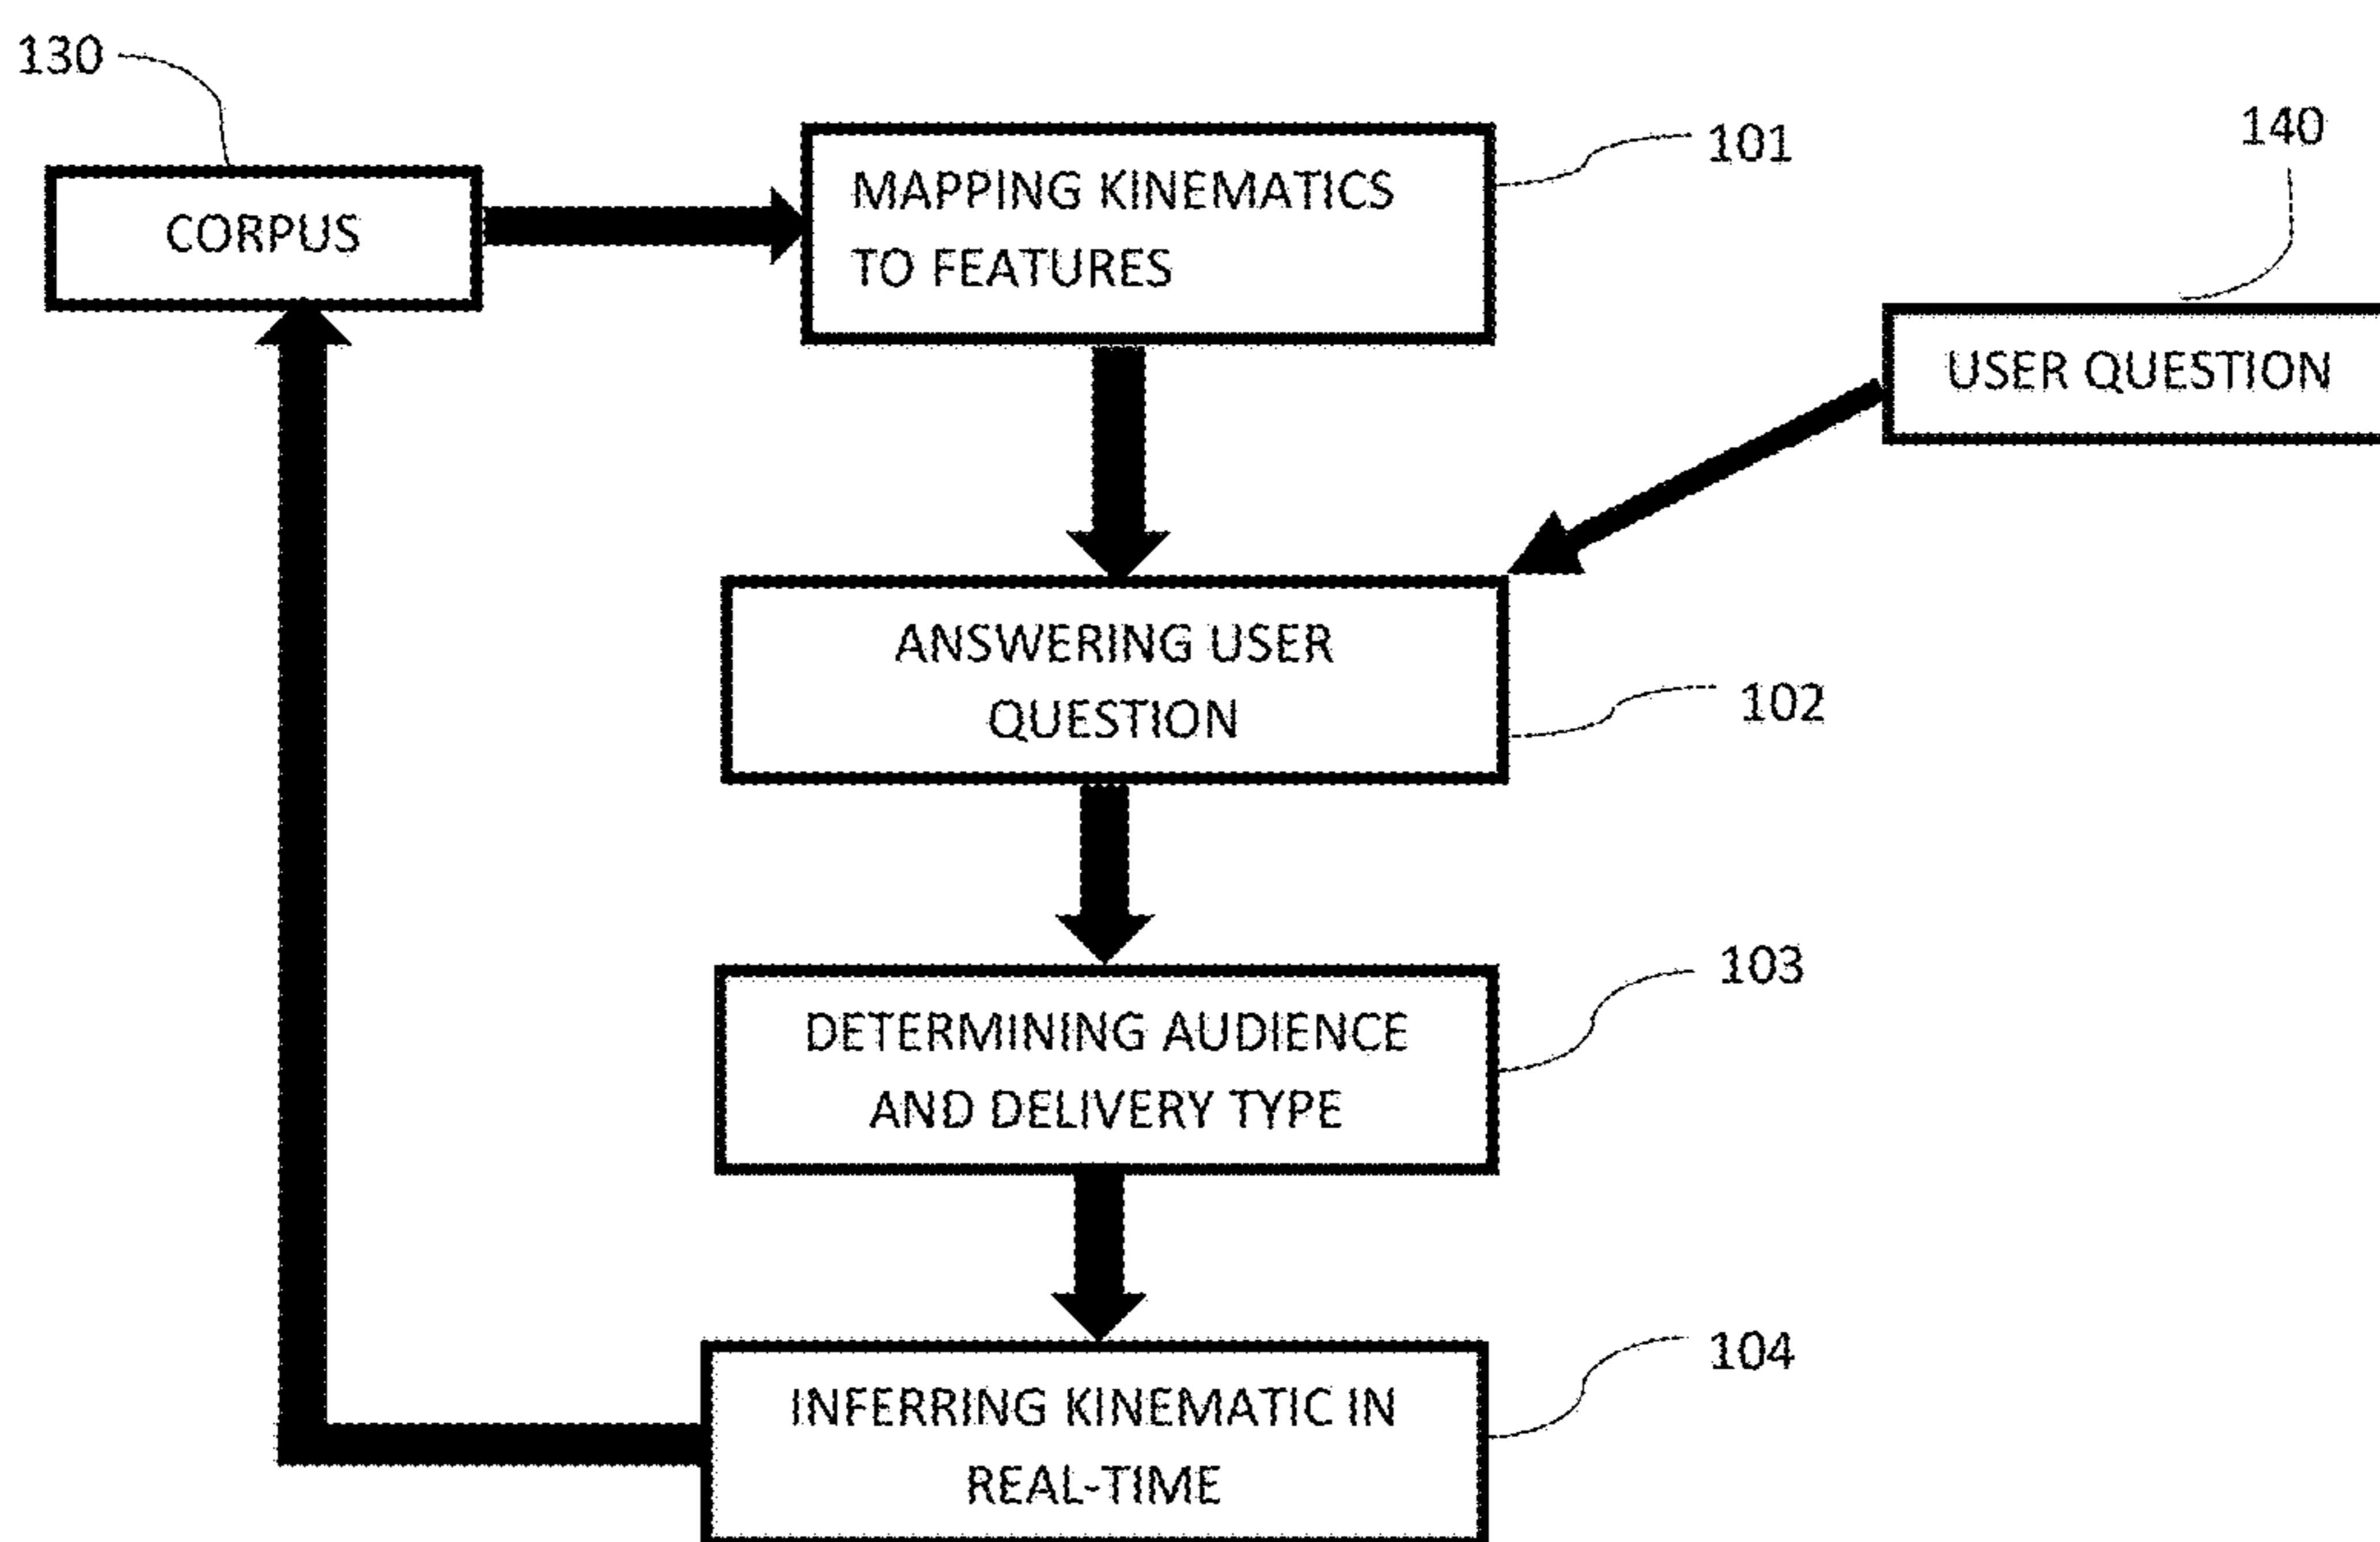 130
CORPUS
MAPPING KINEMATICS
TO FEATURES
101
140
USER QUESTION
ANSWERING USER
QUESTION
102
DETERMINING AUDIENCE
AND DELIVERY TYPE
103
INFERRING KINEMATIC IN
REAL-TIME
104